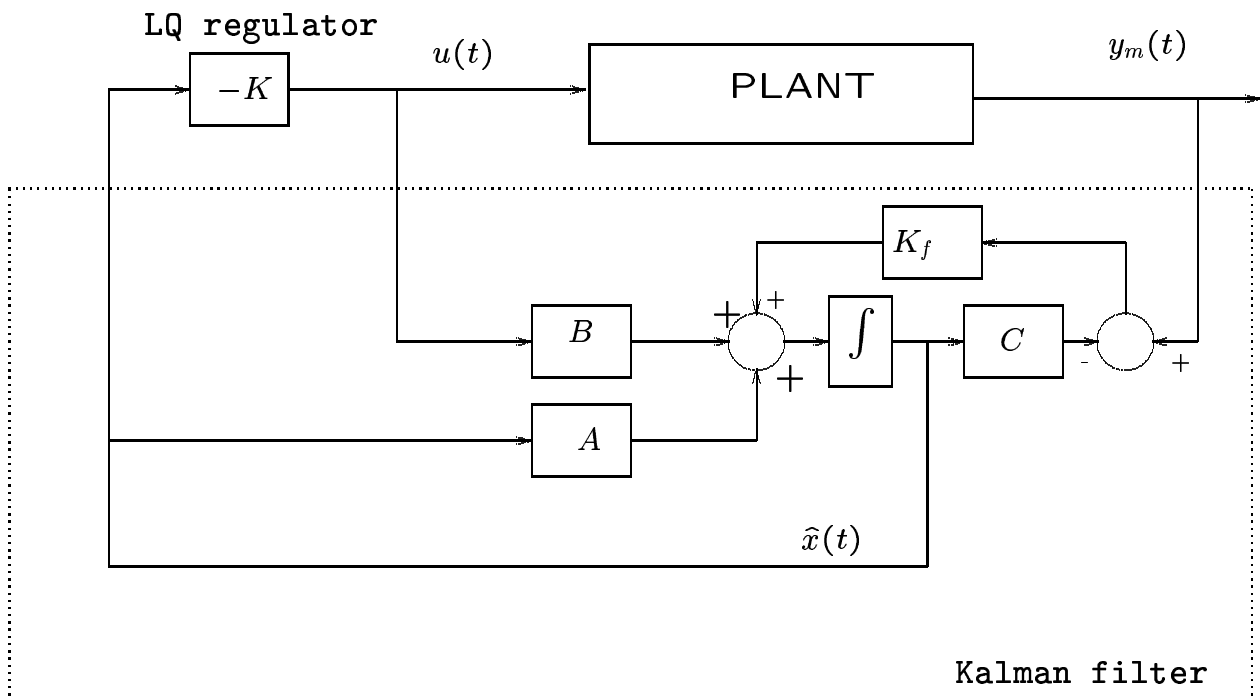 LQ regulator
u(t)
y_m(t)
−K
PLANT
K_f
+
+
B
∫
C
-
+
+
A
x̂(t)
Kalman filter